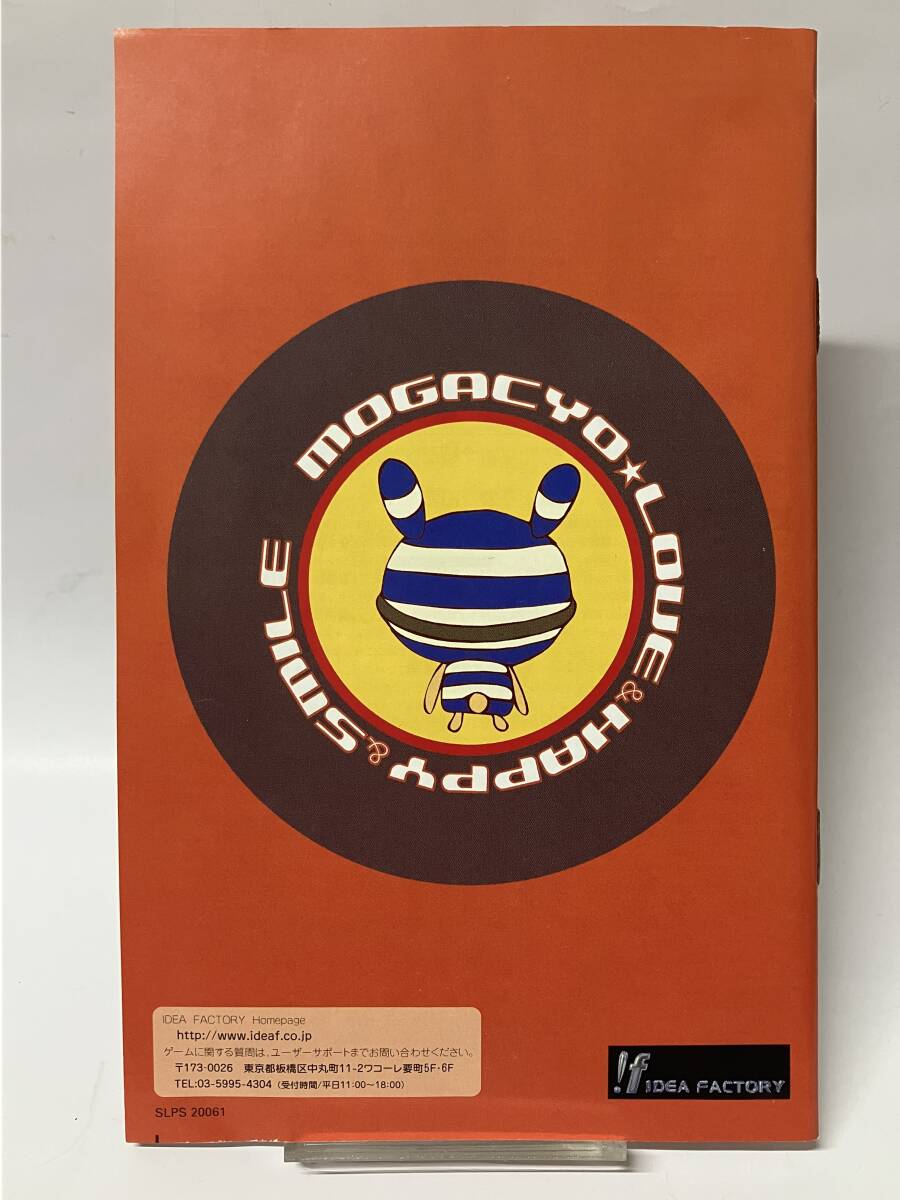 MOGACYO★LOVE & HAPPY & SMILE
IDEA FACTORY Homepage
http://www.ideaf.co.jp
ゲームに関する質問は、ユーザーサポートまでお問い合わせください。
〒173-0026 東京都板橋区中丸町11-2ワコーレ要町5F・6F
TEL:03-5995-4304 (受付時間/平日11:00～18:00)
SLPS 20061
!f IDEA FACTORY